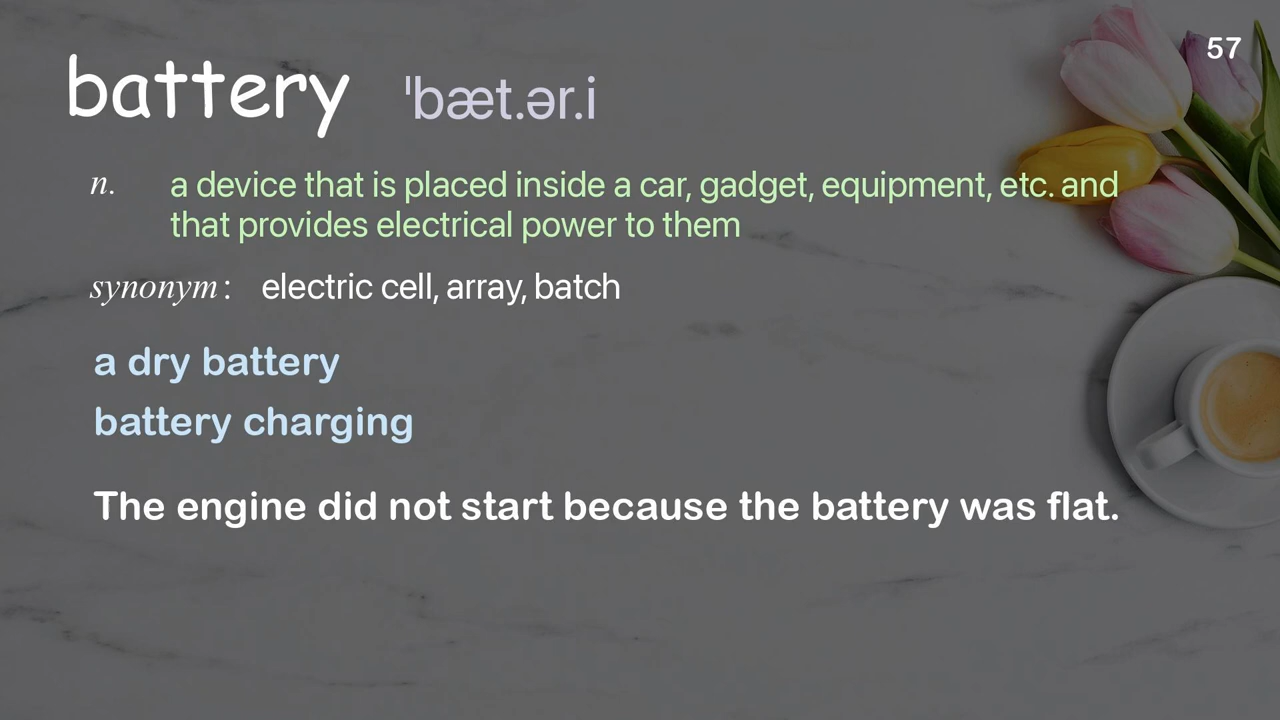 57
battery ˈbæt.ər.i
n. a device that is placed inside a car, gadget, equipment, etc. and
that provides electrical power to them
synonym: electric cell, array, batch
a dry battery
battery charging
The engine did not start because the battery was flat.